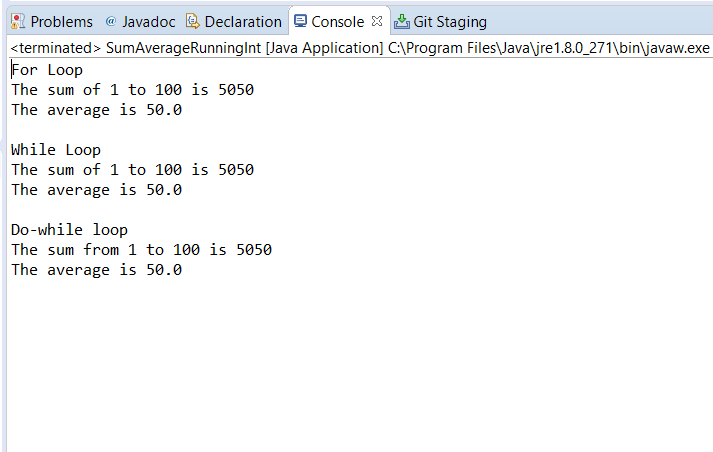 Problems @ Javadoc Declaration Console Git Staging
<terminated> SumAverageRunningInt [Java Application] C:\Program Files\Java\jre1.8.0_271\bin\javaw.exe
For Loop
The sum of 1 to 100 is 5050
The average is 50.0
While Loop
The sum of 1 to 100 is 5050
The average is 50.0
Do-while loop
The sum from 1 to 100 is 5050
The average is 50.0